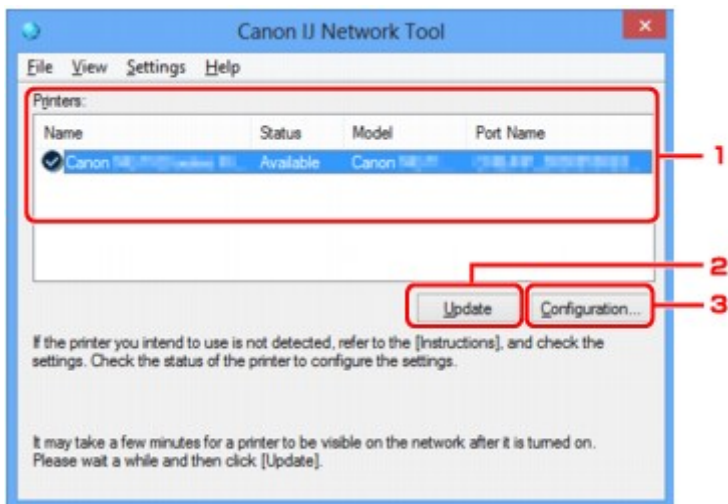 Canon IJ Network Tool
File View Settings Help
Printers:
Name Status Model Port Name
Canon Available Canon
1
2
3
Update Configuration...
If the printer you intend to use is not detected, refer to the [Instructions], and check the
settings. Check the status of the printer to configure the settings.
It may take a few minutes for a printer to be visible on the network after it is turned on.
Please wait a while and then click [Update].